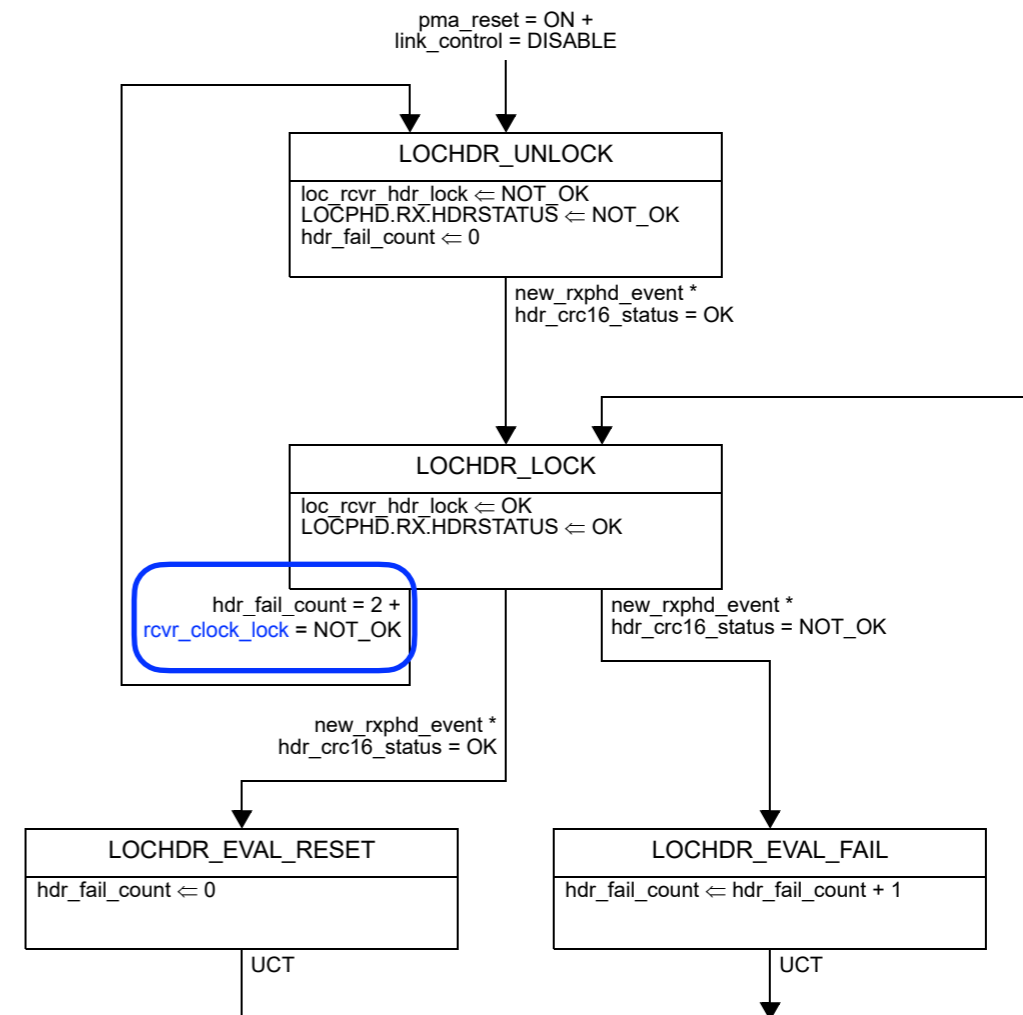 pma_reset = ON +
link_control = DISABLE
LOCHDR_UNLOCK
loc_rcvr_hdr_lock ⇐ NOT_OK
LOCPHD.RX.HDRSTATUS ⇐ NOT_OK
hdr_fail_count ⇐ 0
new_rxphd_event *
hdr_crc16_status = OK
LOCHDR_LOCK
loc_rcvr_hdr_lock ⇐ OK
LOCPHD.RX.HDRSTATUS ⇐ OK
hdr_fail_count = 2 +
rcvr_clock_lock = NOT_OK
new_rxphd_event *
hdr_crc16_status = NOT_OK
new_rxphd_event *
hdr_crc16_status = OK
LOCHDR_EVAL_RESET
hdr_fail_count ⇐ 0
UCT
LOCHDR_EVAL_FAIL
hdr_fail_count ⇐ hdr_fail_count + 1
UCT